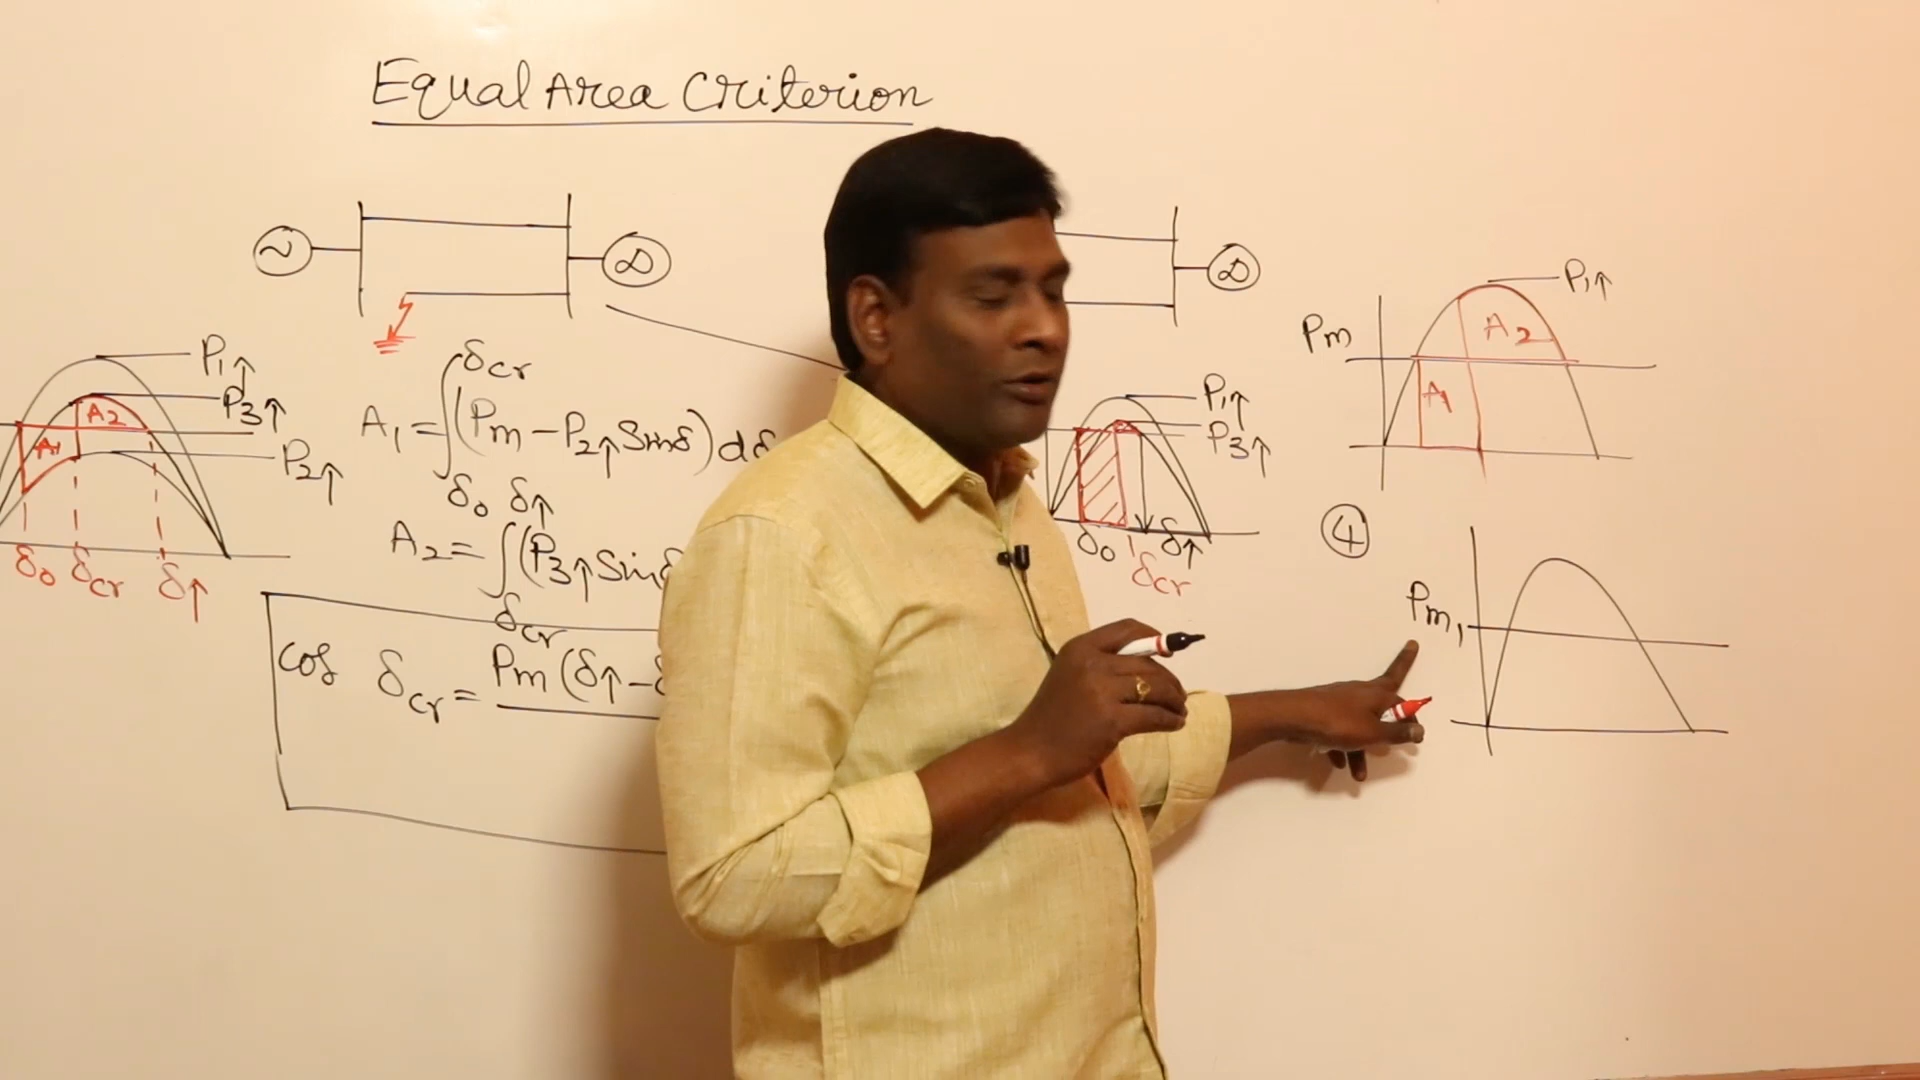 Equal Area Criterion
P1↑
P3↑
P2↑
A2
A1
δ0 δcr δ↑
δcr
A1 = ∫(Pm − P2↑ Sinδ)dδ
δ0 δ↑
A2 = ∫(P3↑ Sinδ
δcr
cos δcr = Pm(δ↑ − δ
P1↑
P3↑
δ0 δ↑
δcr
P1↑
Pm
A2
A1
4
Pm1